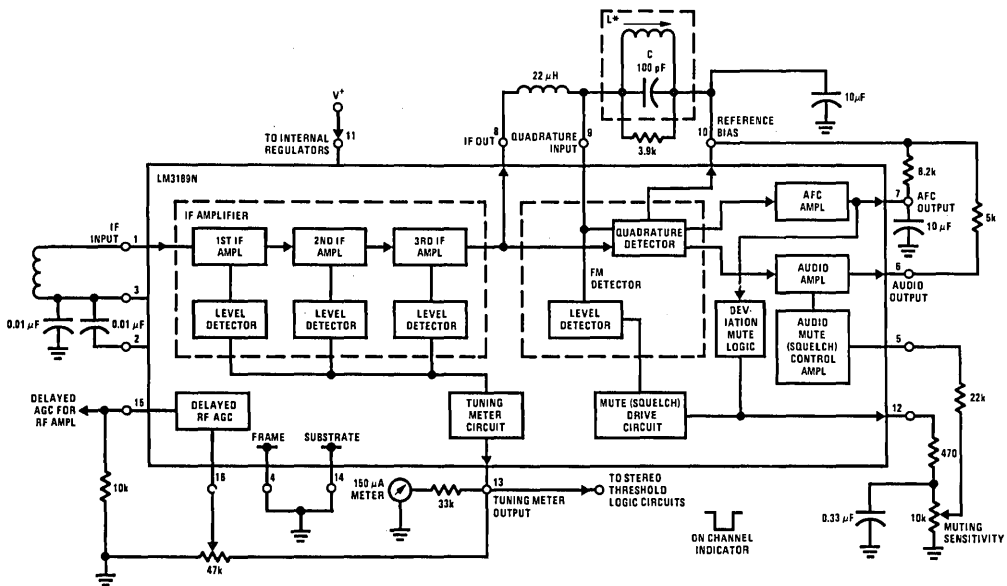 L*
C
100 pF
22 μH
3.9k
10μF
V+
11
TO INTERNAL
REGULATORS
8
IF OUT
QUADRATURE
INPUT
9
10
REFERENCE
BIAS
8.2k
7
AFC
OUTPUT
10 μF
5k
LM3189N
IF
INPUT
1
IF AMPLIFIER
1ST IF
AMPL
2ND IF
AMPL
3RD IF
AMPL
QUADRATURE
DETECTOR
AFC
AMPL
FM
DETECTOR
AUDIO
AMPL
6
AUDIO
OUTPUT
3
0.01 μF
0.01 μF
2
LEVEL
DETECTOR
LEVEL
DETECTOR
LEVEL
DETECTOR
LEVEL
DETECTOR
DEV-
IATION
MUTE
LOGIC
AUDIO
MUTE
(SQUELCH)
CONTROL
AMPL
5
22k
DELAYED
AGC FOR
RF AMPL
15
DELAYED
RF AGC
TUNING
METER
CIRCUIT
MUTE (SQUELCH)
DRIVE
CIRCUIT
12
470
FRAME
SUBSTRATE
10k
16
4
14
150 μA
METER
33k
13
TUNING METER
OUTPUT
TO STEREO
THRESHOLD
LOGIC CIRCUITS
47k
ON CHANNEL
INDICATOR
0.33 μF
10k
MUTING
SENSITIVITY